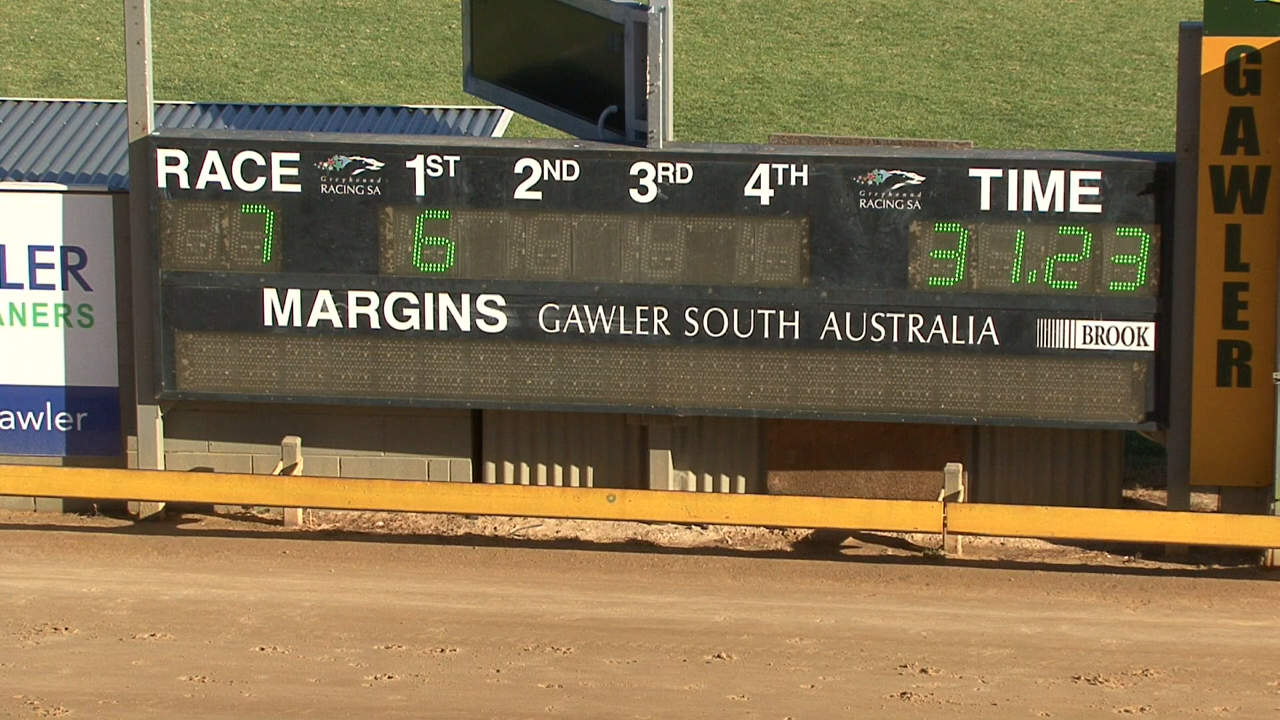 RACE 1ST 2ND 3RD 4TH TIME
Greyhound Greyhound
RACING SA RACING SA
7 6 31.23
MARGINS GAWLER SOUTH AUSTRALIA BROOK
LER
ANERS
awler
GAWLER